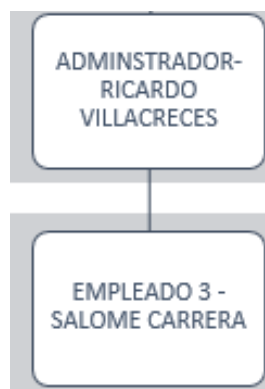 ADMINSTRADOR-
RICARDO
VILLACRECES
EMPLEADO 3 -
SALOME CARRERA